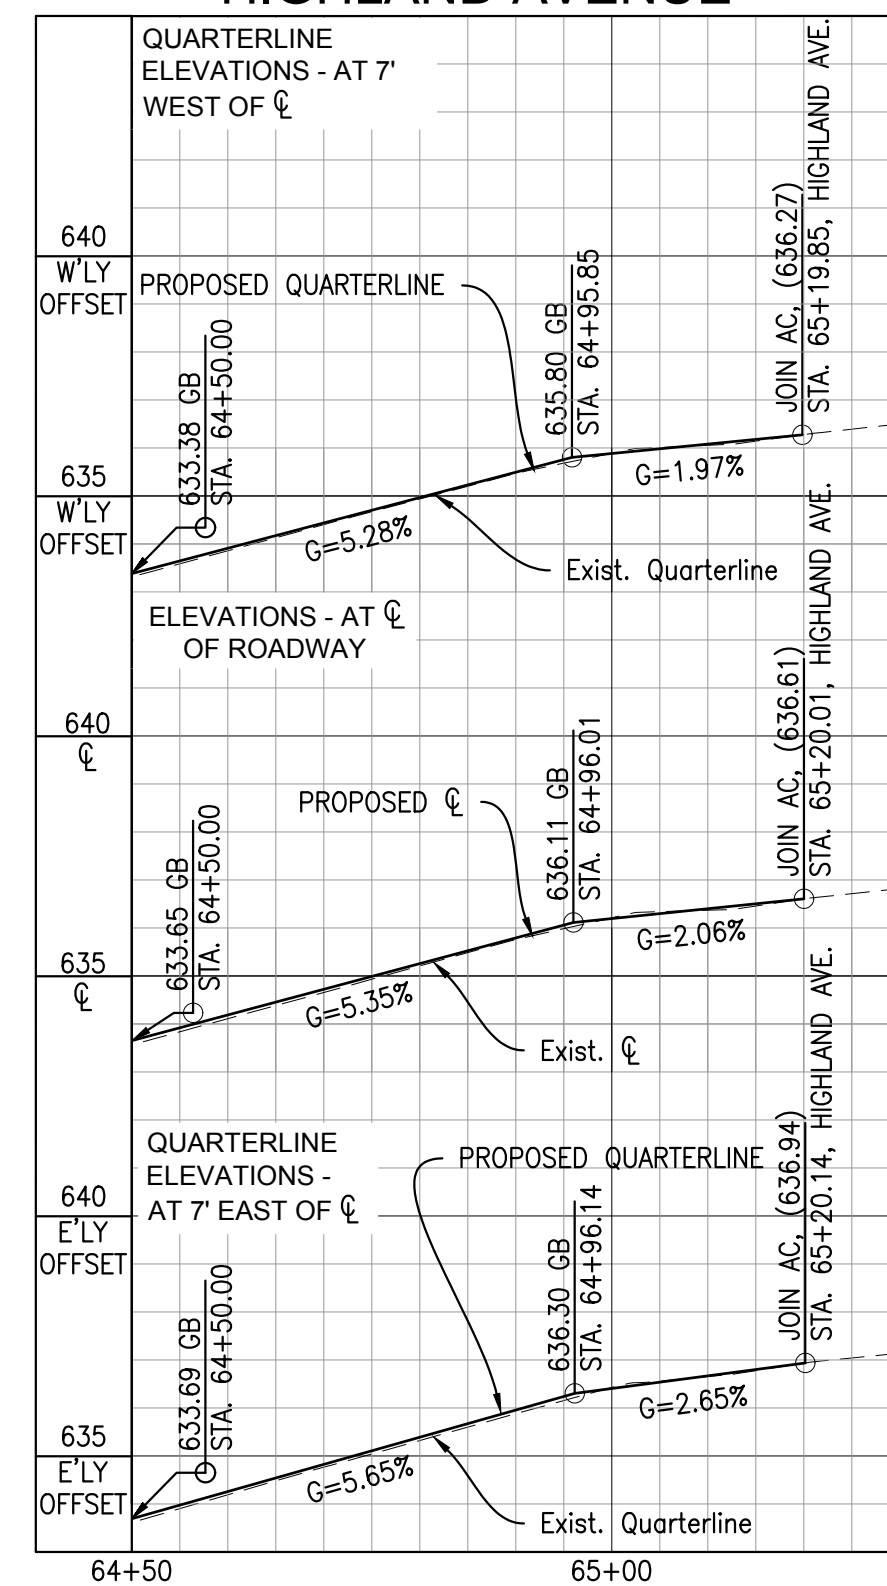 HIGHLAND AVENUE
QUARTERLINE
ELEVATIONS - AT 7'
WEST OF ℄
640
W'LY
OFFSET
PROPOSED QUARTERLINE
633.38 GB
STA. 64+50.00
635.80 GB
STA. 64+95.85
JOIN AC, (636.27)
STA. 65+19.85, HIGHLAND AVE.
635
W'LY
OFFSET
G=5.28%
G=1.97%
Exist. Quarterline
ELEVATIONS - AT ℄
OF ROADWAY
640
℄
PROPOSED ℄
633.65 GB
STA. 64+50.00
636.11 GB
STA. 64+96.01
JOIN AC, (636.61)
STA. 65+20.01, HIGHLAND AVE.
635
℄
G=5.35%
G=2.06%
Exist. ℄
QUARTERLINE
ELEVATIONS -
AT 7' EAST OF ℄
PROPOSED QUARTERLINE
640
E'LY
OFFSET
633.69 GB
STA. 64+50.00
636.30 GB
STA. 64+96.14
JOIN AC, (636.94)
STA. 65+20.14, HIGHLAND AVE.
635
E'LY
OFFSET
G=5.65%
G=2.65%
Exist. Quarterline
64+50
65+00